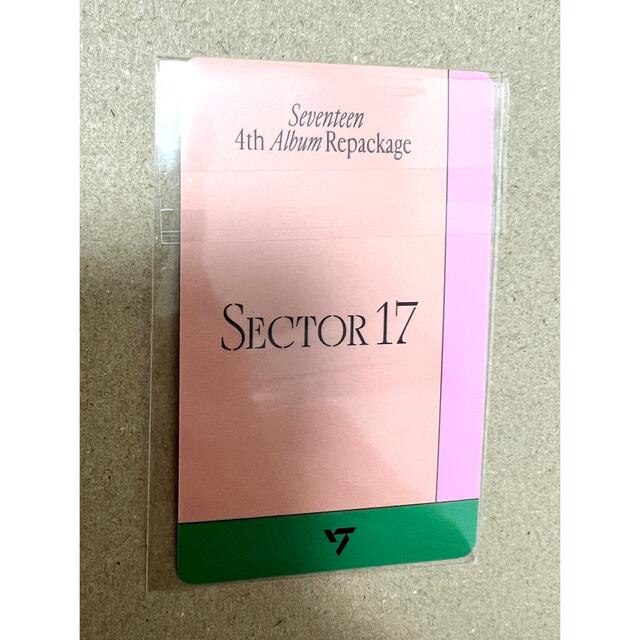 Seventeen
4th Album Repackage
SECTOR 17